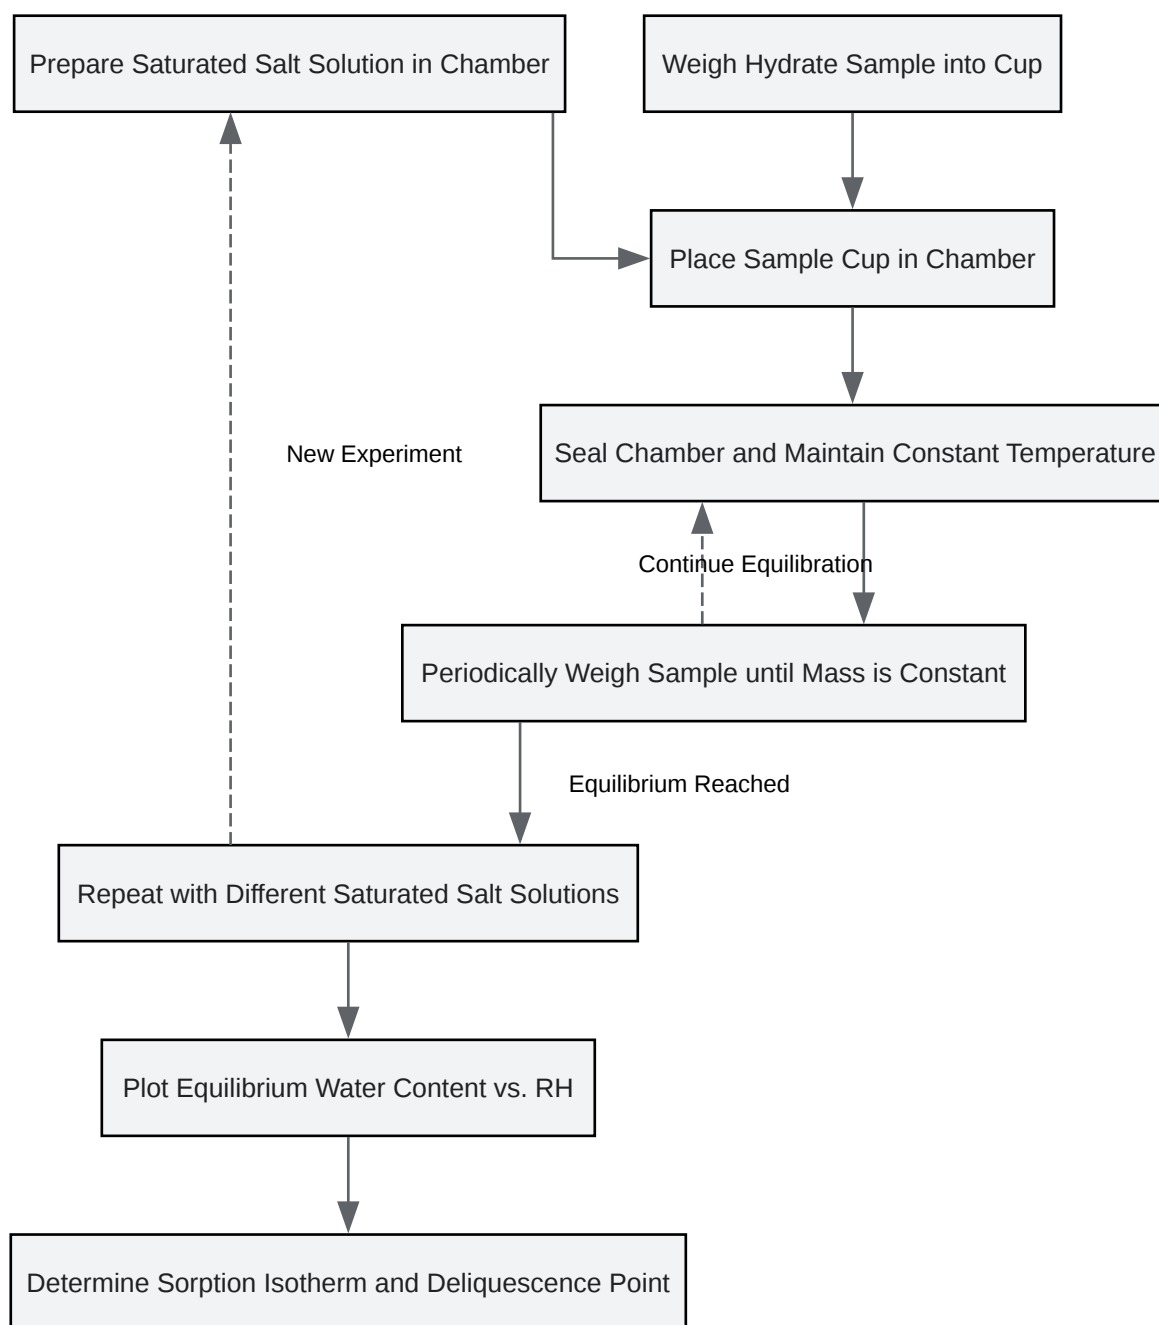 Prepare Saturated Salt Solution in Chamber
Weigh Hydrate Sample into Cup
Place Sample Cup in Chamber
New Experiment
Seal Chamber and Maintain Constant Temperature
Continue Equilibration
Periodically Weigh Sample until Mass is Constant
Equilibrium Reached
Repeat with Different Saturated Salt Solutions
Plot Equilibrium Water Content vs. RH
Determine Sorption Isotherm and Deliquescence Point